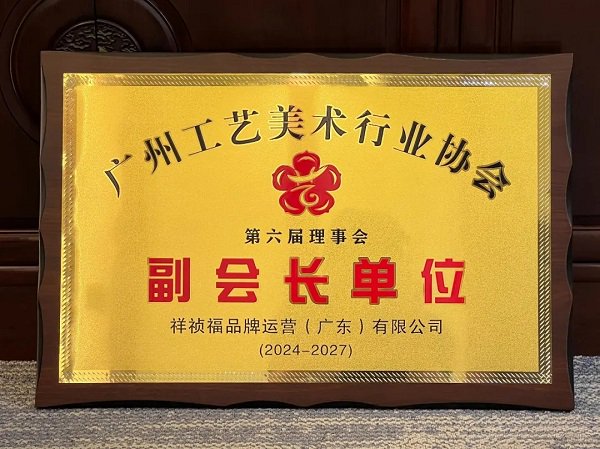 广州工艺美术行业协会
第六届理事会
副会长单位
祥祯福品牌运营（广东）有限公司
(2024-2027)